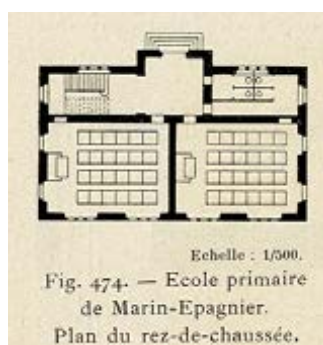 Echelle : 1/500.
Fig. 474. — Ecole primaire
de Marin-Epagnier.
Plan du rez-de-chaussée.